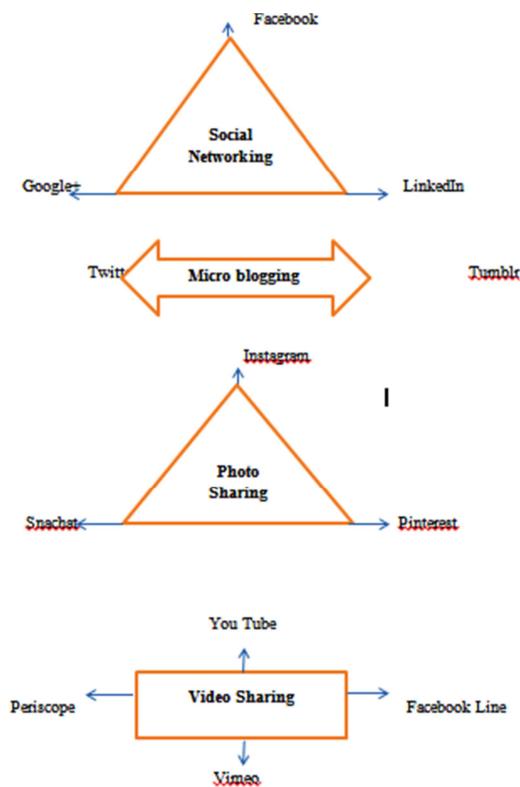 Facebook
Social
Networking
Google+
LinkedIn
Twitt
Micro blogging
Tumblr
Instagram
Photo
Sharing
Snachat
Pinterest
You Tube
Video Sharing
Periscope
Facebook Line
Vimeo